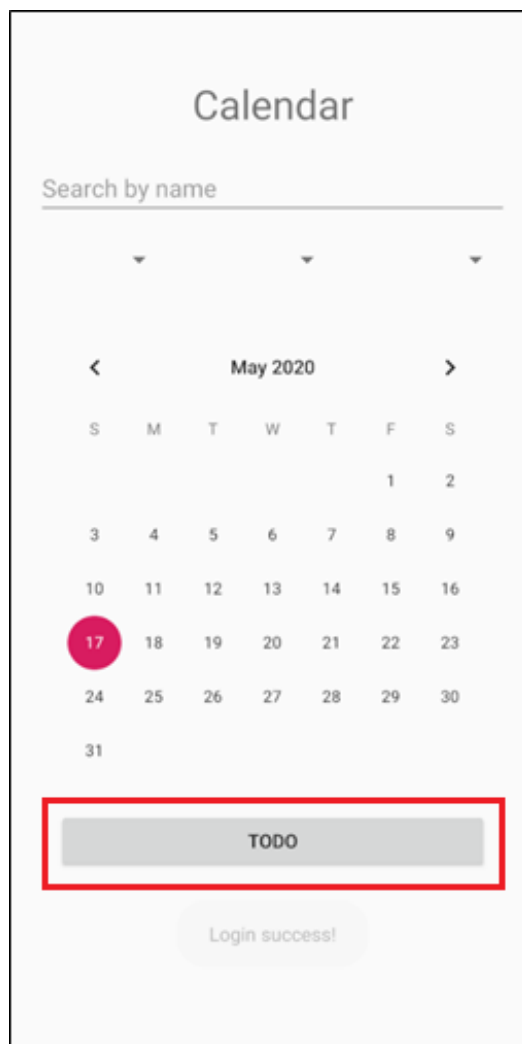 Calendar
Search by name
May 2020
S M T W T F S
1 2
3 4 5 6 7 8 9
10 11 12 13 14 15 16
17 18 19 20 21 22 23
24 25 26 27 28 29 30
31
TODO
Login success!